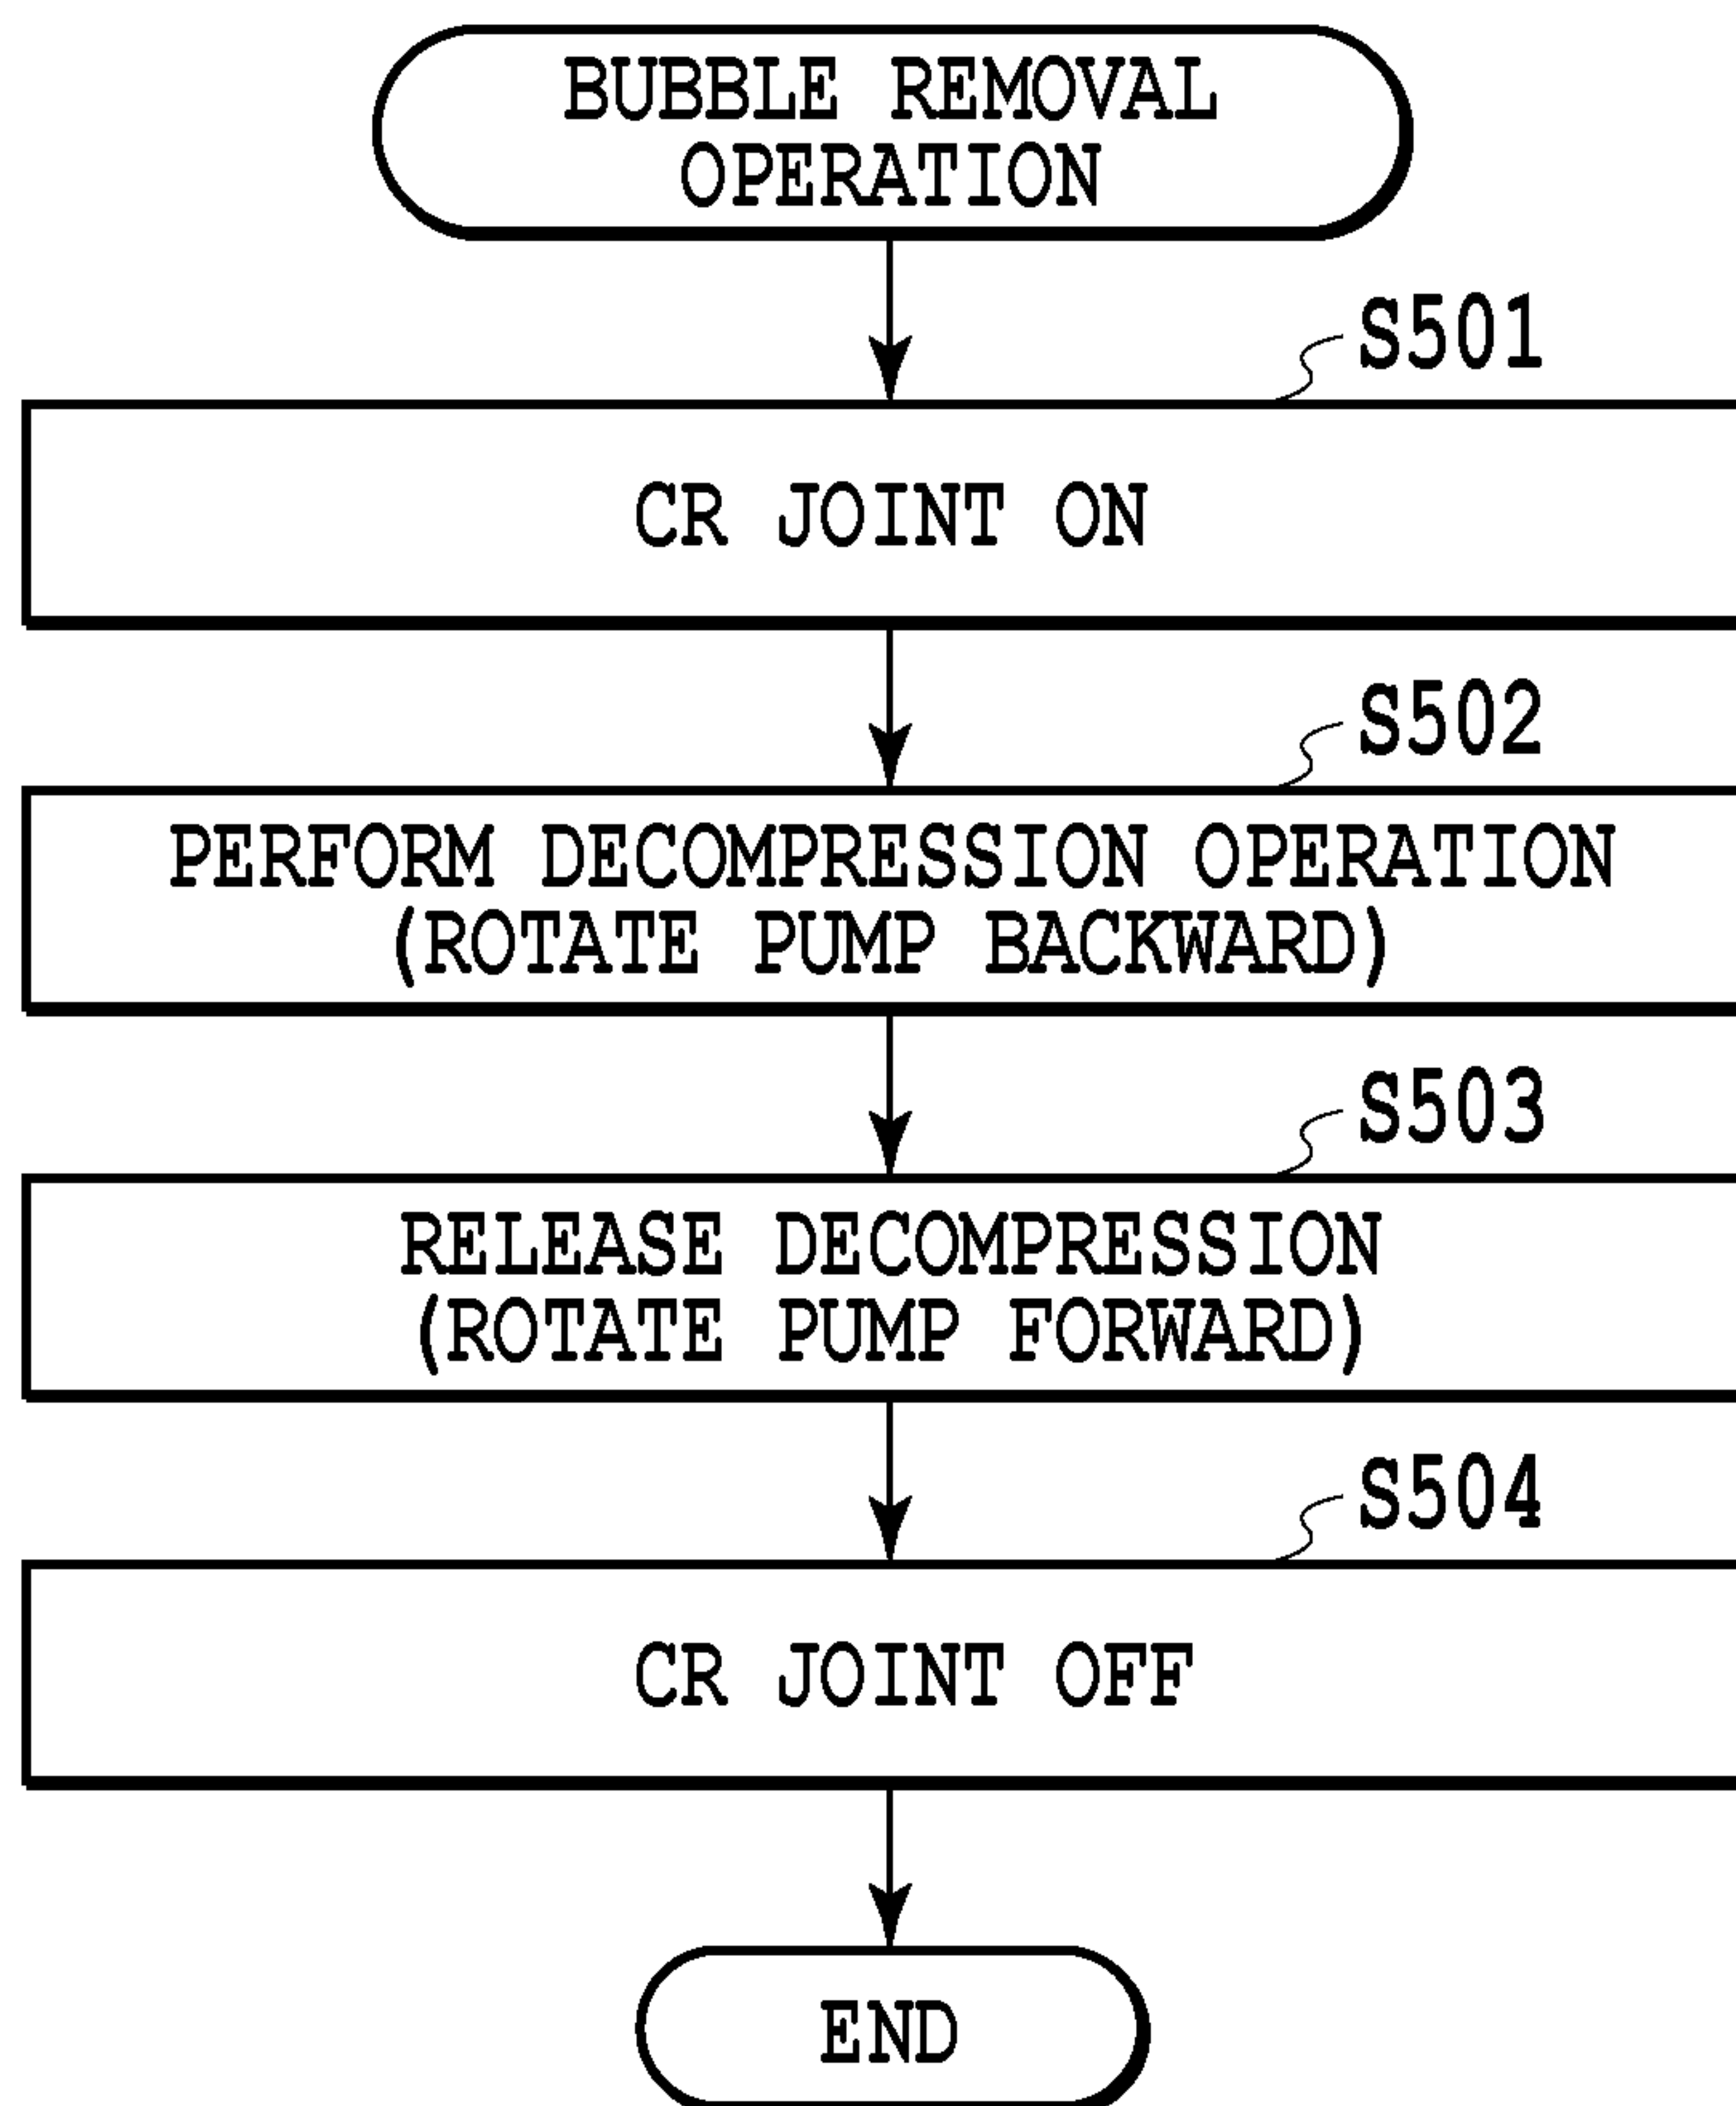 BUBBLE REMOVAL
OPERATION
S501
CR JOINT ON
S502
PERFORM DECOMPRESSION OPERATION
(ROTATE PUMP BACKWARD)
S503
RELEASE DECOMPRESSION
(ROTATE PUMP FORWARD)
S504
CR JOINT OFF
END